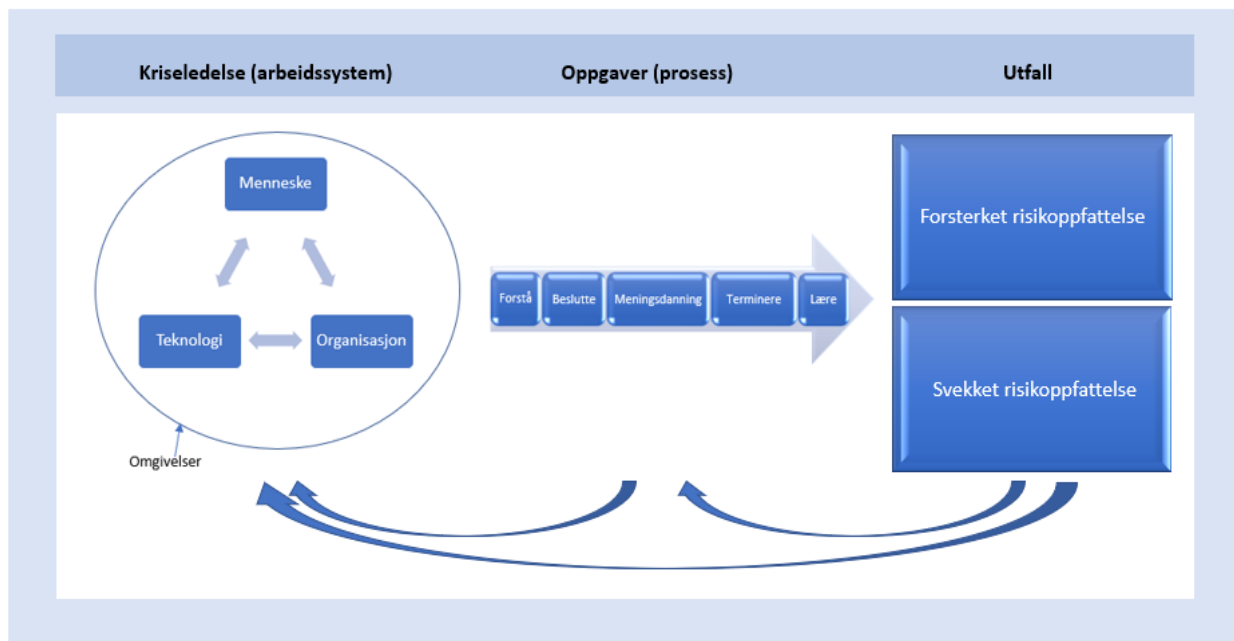 Kriseledelse (arbeidssystem)
Oppgaver (prosess)
Utfall
Menneske
Teknologi
Organisasjon
Omgivelser
Forstå
Beslutte
Meningsdanning
Terminere
Lære
Forsterket risikoppfattelse
Svekket risikoppfattelse